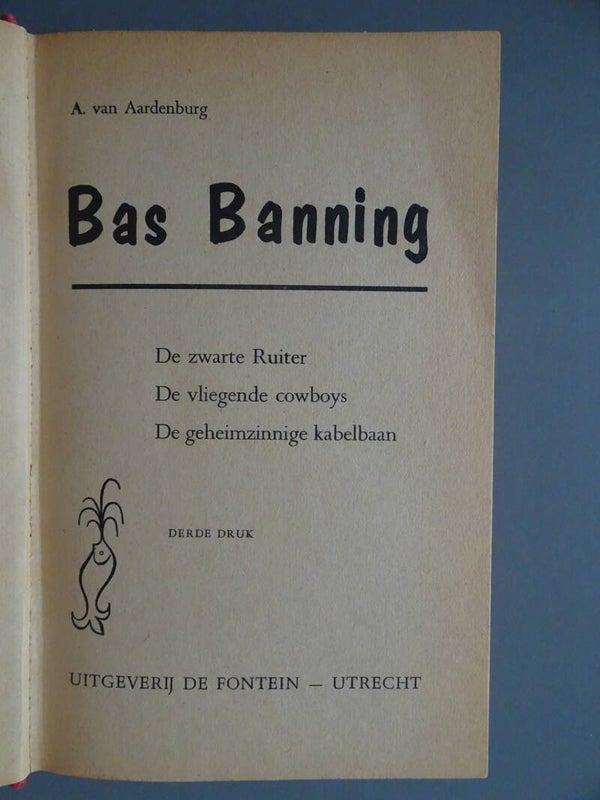 A. van Aardenburg
Bas Banning
De zwarte Ruiter
De vliegende cowboys
De geheimzinnige kabelbaan
DERDE DRUK
UITGEVERIJ DE FONTEIN — UTRECHT